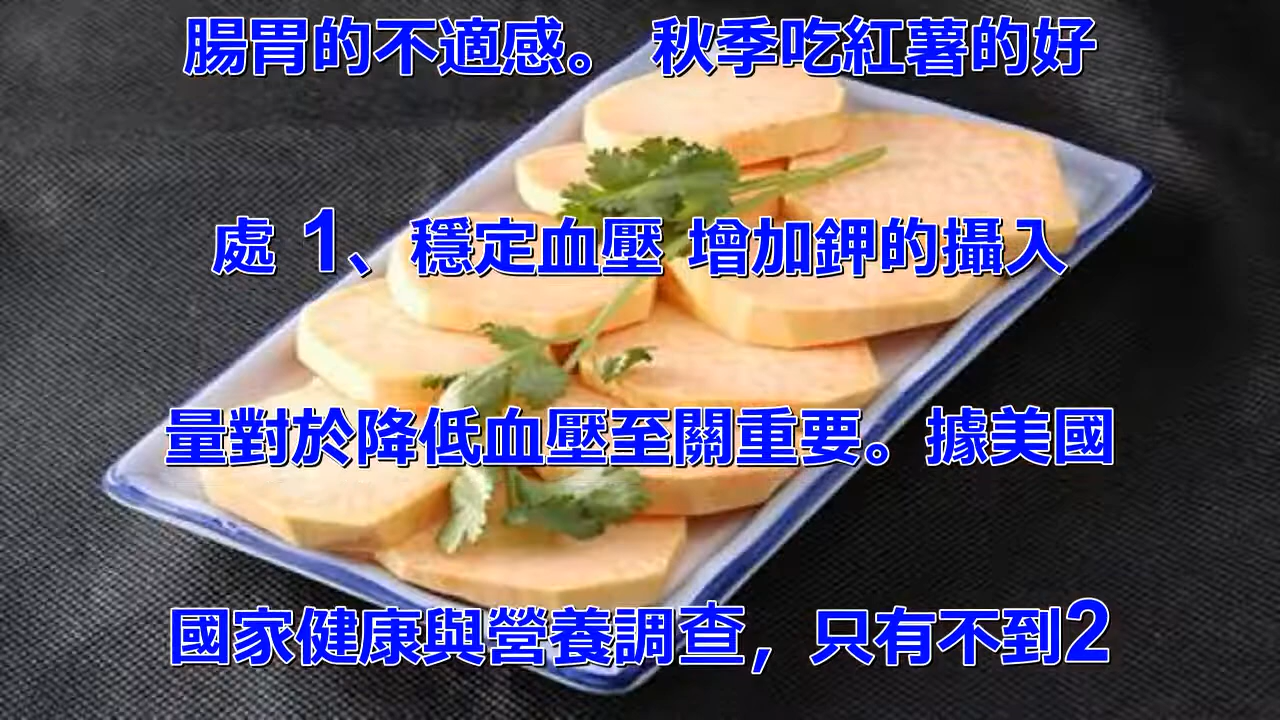 腸胃的不適感。 秋季吃紅薯的好
處 1、穩定血壓 增加鉀的攝入
量對於降低血壓至關重要。據美國
國家健康與營養調查，只有不到2